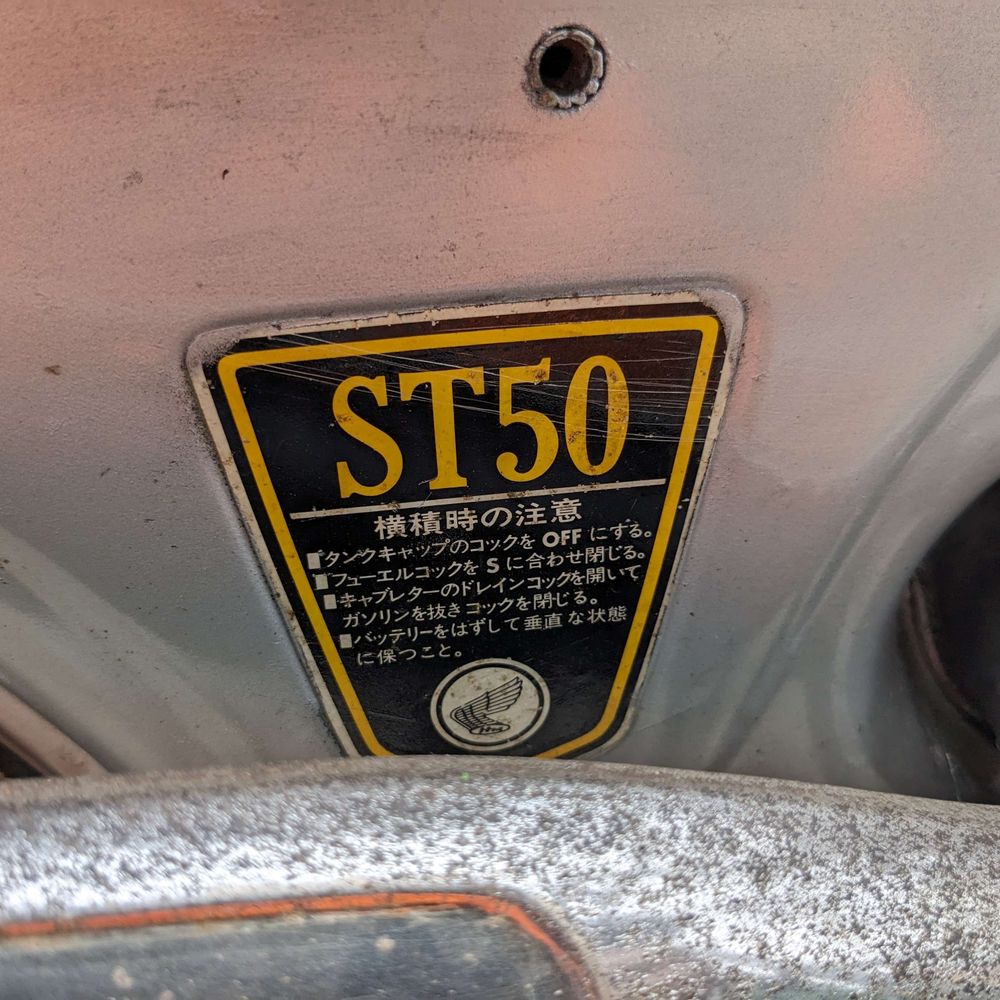 ST50
横積時の注意
タンクキャップのコックを OFF にする。
フューエルコックを S に合わせ閉じる。
キャブレターのドレインコックを開いて
ガソリンを抜きコックを閉じる。
バッテリーをはずして垂直な状態
に保つこと。
HM